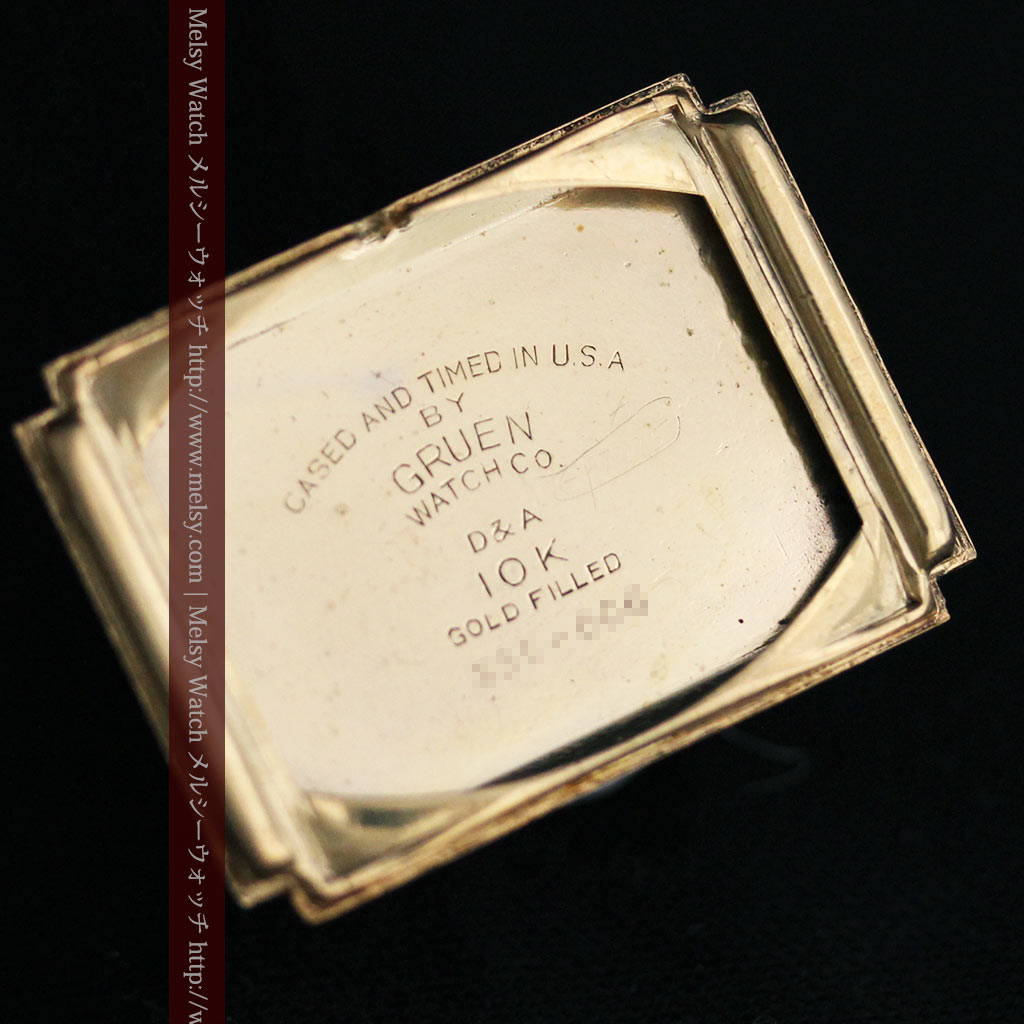 CASED AND TIMED IN U.S.A
BY
GRUEN
WATCH CO.
D & A
10K
GOLD FILLED
Melsy Watch メルシーウォッチ http://www.melsy.com | Melsy Watch メルシーウォッチ http://w